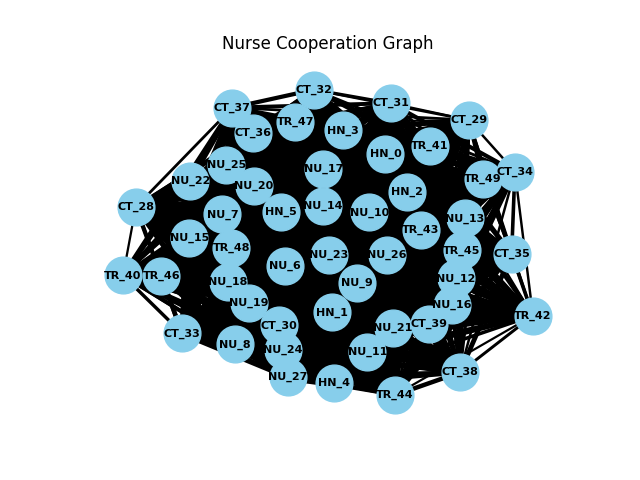 Nurse Cooperation Graph
CT_32
CT_37
CT_31
CT_29
TR_47
CT_36
HN_3
TR_41
HN_0
NU_25
NU_17
CT_34
TR_49
NU_22
NU_20
HN_2
CT_28
NU_14
HN_5
NU_10
NU_7
NU_13
TR_43
NU_15
TR_48
TR_45
CT_35
NU_23
NU_26
NU_6
TR_40
TR_46
NU_12
NU_18
NU_9
NU_19
NU_16
HN_1
TR_42
CT_30
CT_39
NU_21
CT_33
NU_8
NU_24
NU_11
CT_38
NU_27
HN_4
TR_44